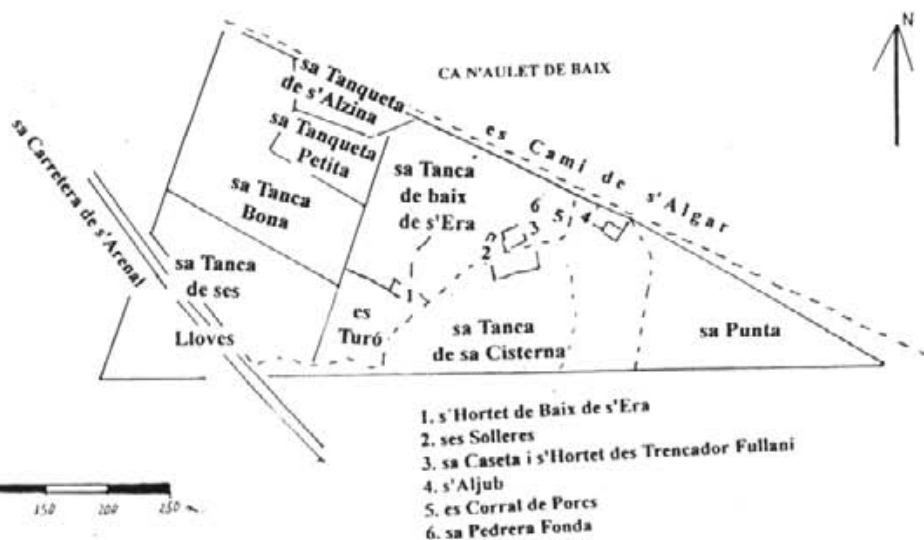 N
CA N'AULET DE BAIX
sa Tanqueta
de s'Alzina
es Camí de s'Algar
sa Tanqueta
Petita
sa Carretera de s'Arenal
sa Tanca
de baix
de s'Era
sa Tanca
Bona
6
5
4
3
2
1
sa Tanca
de ses
Lloves
es
Turó
sa Tanca
de sa Cisterna
sa Punta
1. s'Hortet de Baix de s'Era
2. ses Solleres
3. sa Caseta i s'Hortet des Trencador Fullani
4. s'Aljub
5. es Corral de Porcs
6. sa Pedrera Fonda
150 200 250 m.